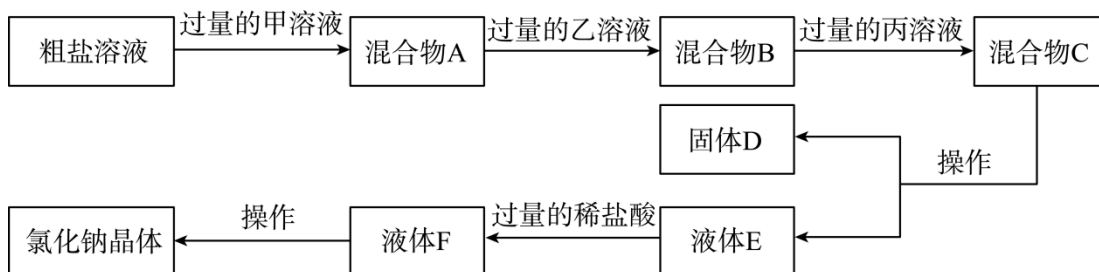 粗盐溶液
过量的甲溶液
混合物A
过量的乙溶液
混合物B
过量的丙溶液
混合物C
固体D
操作
氯化钠晶体
操作
液体F
过量的稀盐酸
液体E